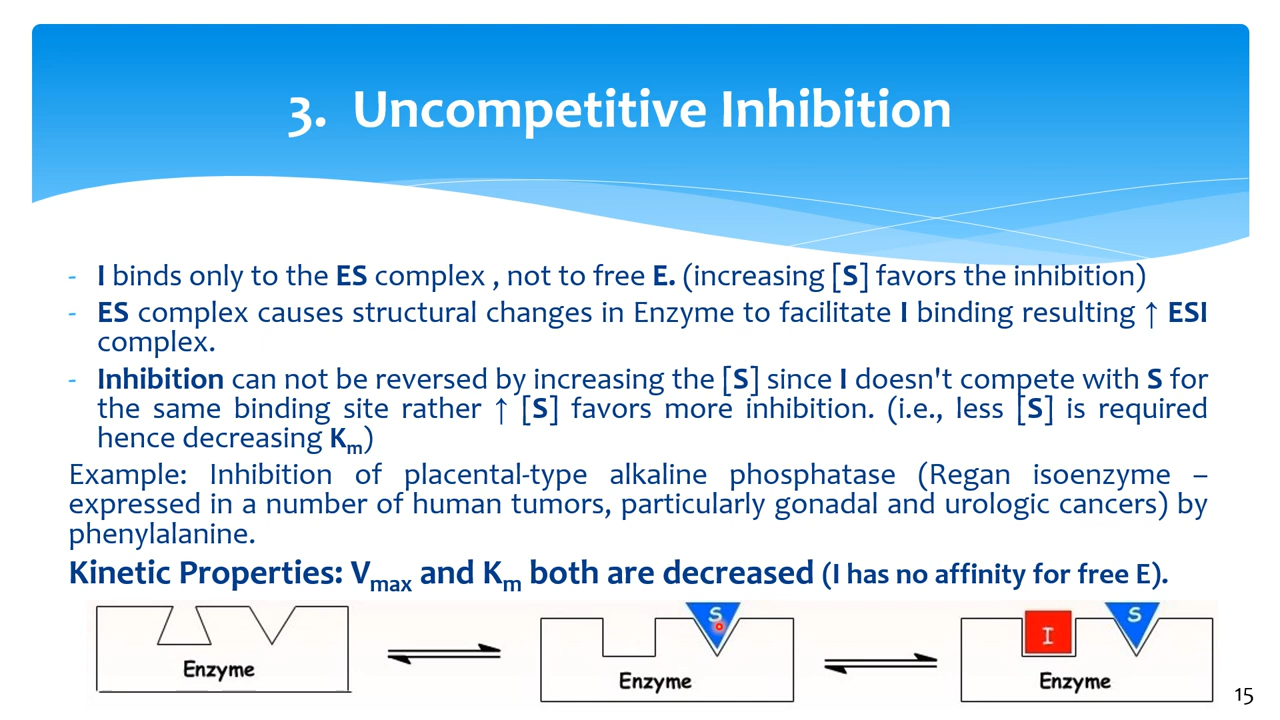 3. Uncompetitive Inhibition
- I binds only to the ES complex , not to free E. (increasing [S] favors the inhibition)
- ES complex causes structural changes in Enzyme to facilitate I binding resulting ↑ ESI
complex.
- Inhibition can not be reversed by increasing the [S] since I doesn't compete with S for
the same binding site rather ↑ [S] favors more inhibition. (i.e., less [S] is required
hence decreasing Km)
Example: Inhibition of placental-type alkaline phosphatase (Regan isoenzyme –
expressed in a number of human tumors, particularly gonadal and urologic cancers) by
phenylalanine.
Kinetic Properties: Vmax and Km both are decreased (I has no affinity for free E).
S
I
S
Enzyme
Enzyme
Enzyme
15